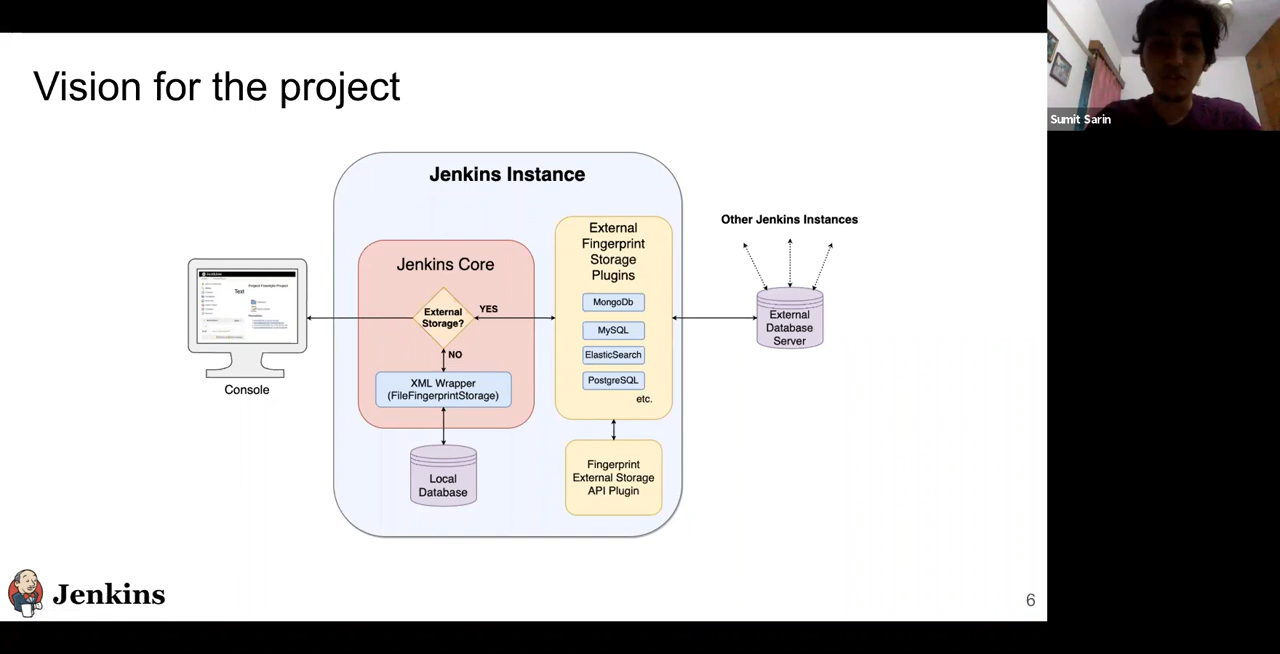 Vision for the project
Sumit Sarin
Jenkins Instance
Other Jenkins Instances
External
Fingerprint
Storage
Plugins
Jenkins Core
External
Storage?
YES
NO
MongoDb
MySQL
ElasticSearch
PostgreSQL
etc.
External
Database
Server
Console
XML Wrapper
(FileFingerprintStorage)
Local
Database
Fingerprint
External Storage
API Plugin
Text
Jenkins
6